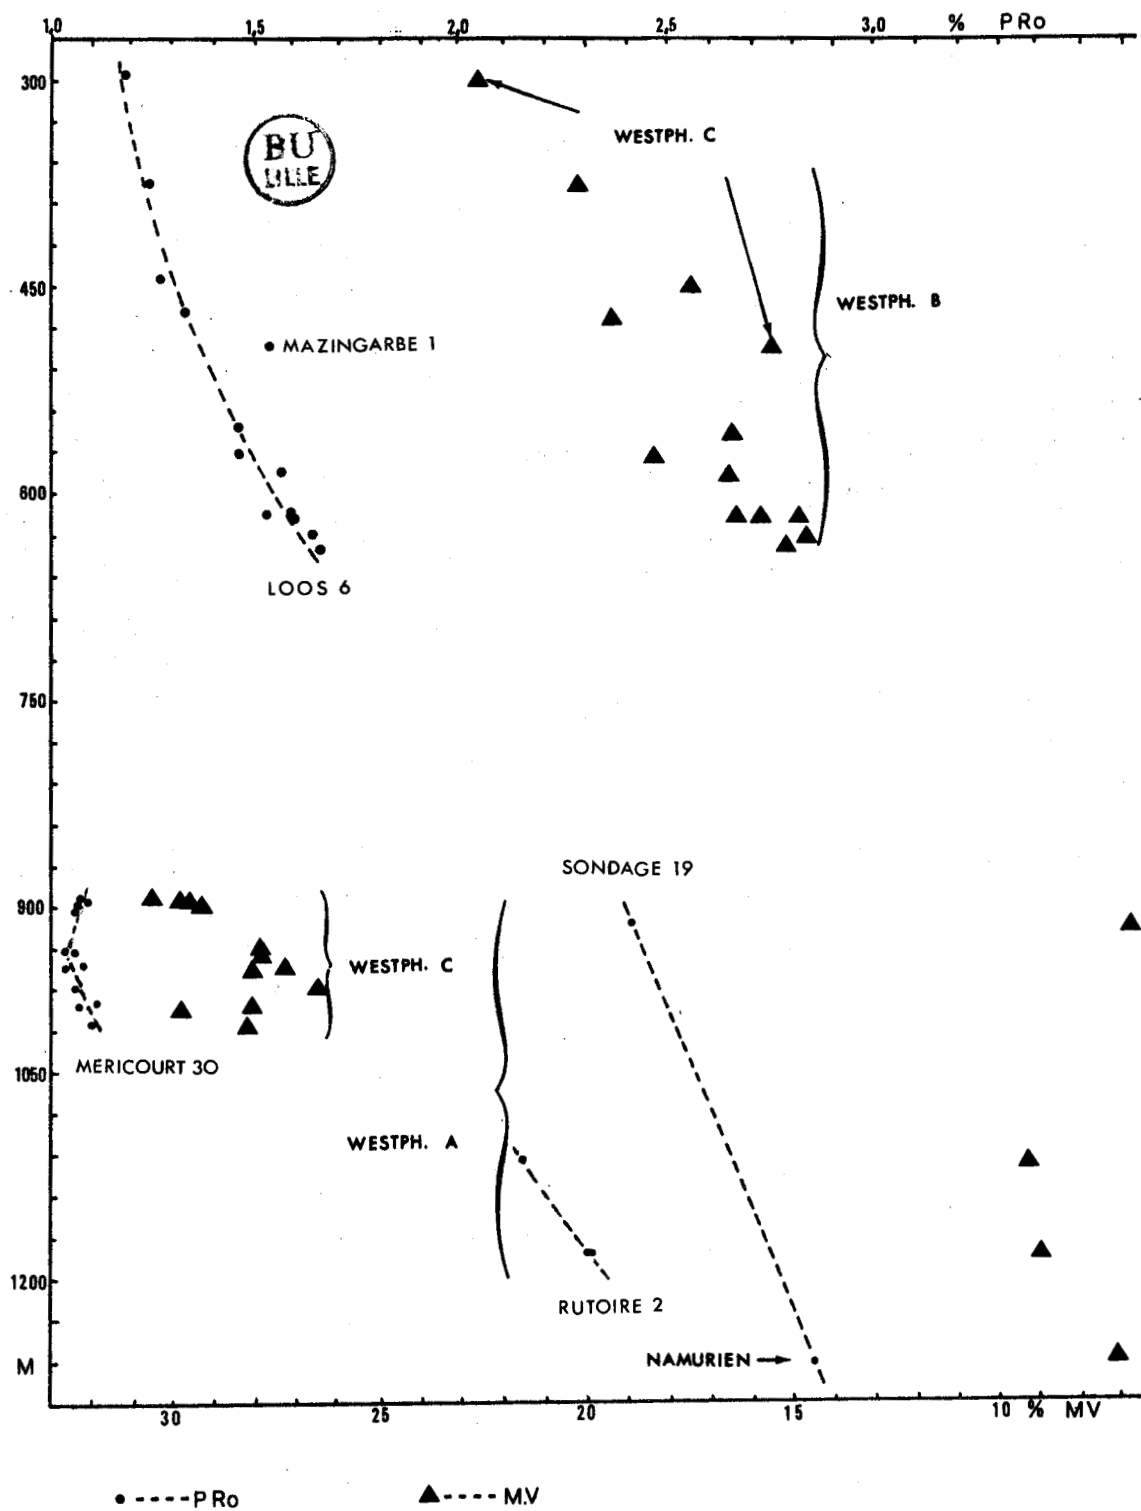 1,0 1,5 2,0 2,5 3,0 % PRo
300
WESTPH. C
BU
LILLE
450
WESTPH. B
MAZINGARBE 1
600
LOOS 6
750
SONDAGE 19
900
WESTPH. C
1050
MERICOURT 30
WESTPH. A
1200
RUTOIRE 2
NAMURIEN
M
30 25 20 15 10 % MV
PRo M.V